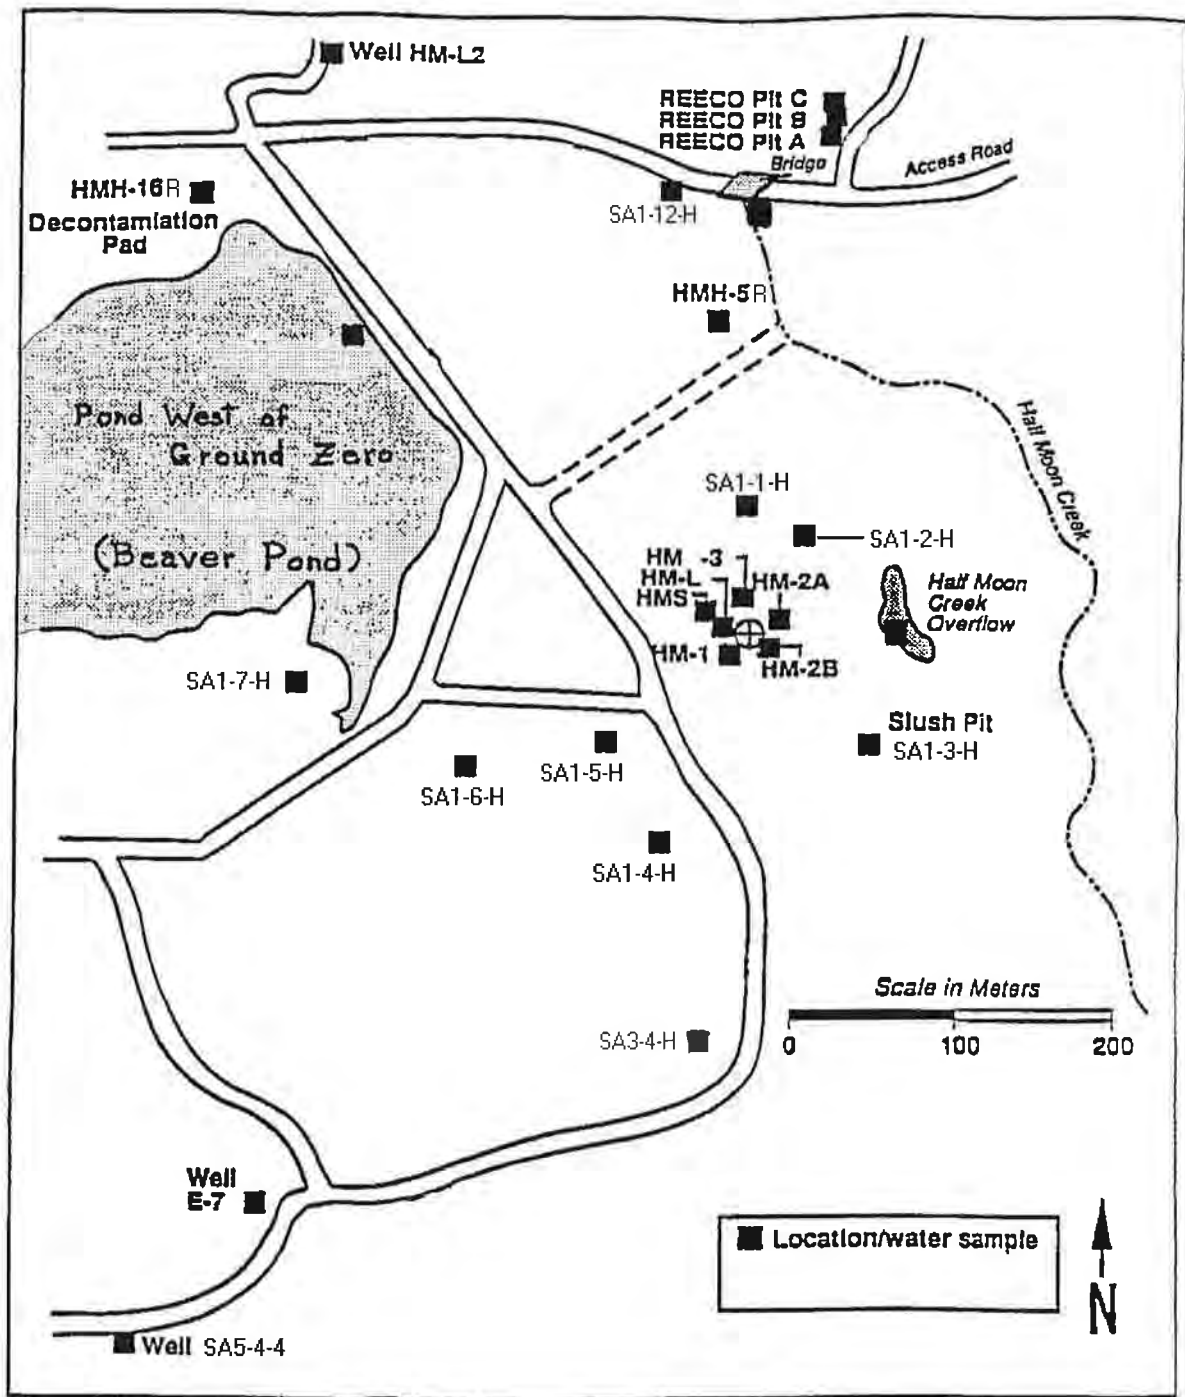 Well HM-L2
REECO Pit C
REECO Pit B
REECO Pit A
Bridge
Access Road
HMH-16R
Decontamiation
Pad
SA1-12-H
HMH-5R
Pond West of
Ground Zero
(Beaver Pond)
Half Moon Creek
SA1-1-H
SA1-2-H
HM -3
HM-L
HMS
HM-2A
HM-1
HM-2B
Half Moon
Creek
Overflow
SA1-7-H
Slush Pit
SA1-3-H
SA1-5-H
SA1-6-H
SA1-4-H
Scale in Meters
0 100 200
SA3-4-H
Well
E-7
Location/water sample
N
Well SA5-4-4